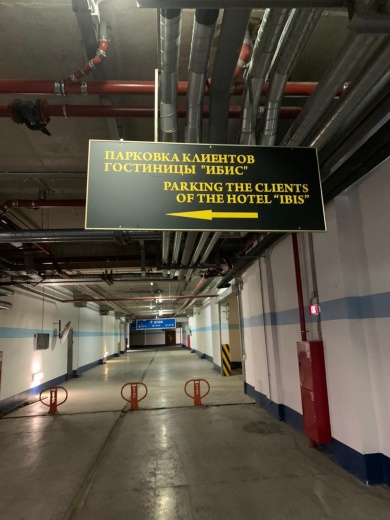 ПАРКОВКА КЛИЕНТОВ
ГОСТИНИЦЫ "ИБИС"
PARKING THE CLIENTS
OF THE HOTEL “IBIS”